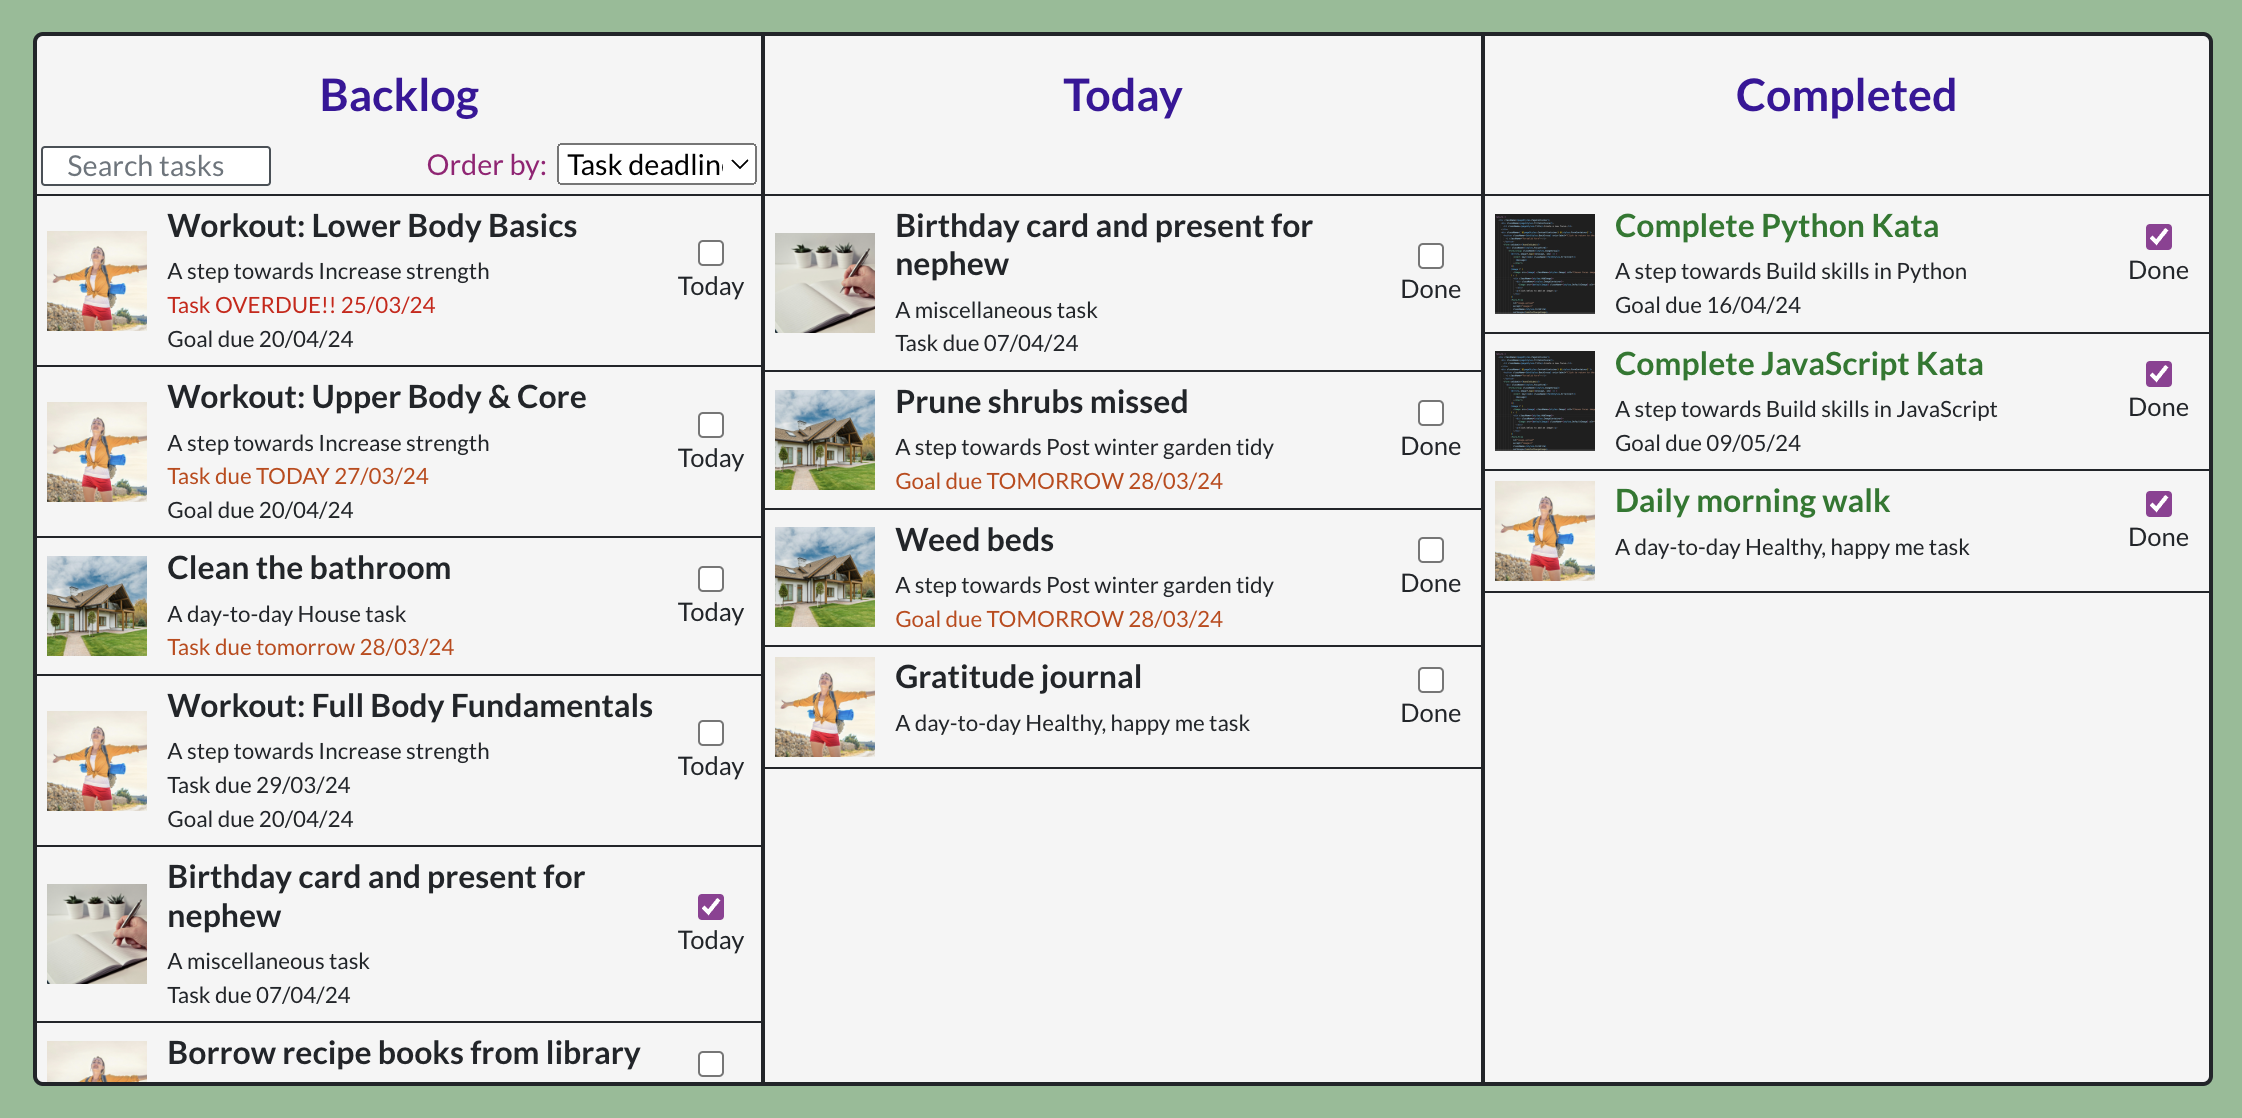 Backlog
Search tasks
Order by: Task deadlin
Workout: Lower Body Basics
A step towards Increase strength
Task OVERDUE!! 25/03/24
Goal due 20/04/24
Today
Workout: Upper Body & Core
A step towards Increase strength
Task due TODAY 27/03/24
Goal due 20/04/24
Today
Clean the bathroom
A day-to-day House task
Task due tomorrow 28/03/24
Today
Workout: Full Body Fundamentals
A step towards Increase strength
Task due 29/03/24
Goal due 20/04/24
Today
Birthday card and present for
nephew
A miscellaneous task
Task due 07/04/24
Today
Borrow recipe books from library
Today
Birthday card and present for
nephew
A miscellaneous task
Task due 07/04/24
Done
Prune shrubs missed
A step towards Post winter garden tidy
Goal due TOMORROW 28/03/24
Done
Weed beds
A step towards Post winter garden tidy
Goal due TOMORROW 28/03/24
Done
Gratitude journal
A day-to-day Healthy, happy me task
Done
Completed
Complete Python Kata
A step towards Build skills in Python
Goal due 16/04/24
Done
Complete JavaScript Kata
A step towards Build skills in JavaScript
Goal due 09/05/24
Done
Daily morning walk
A day-to-day Healthy, happy me task
Done